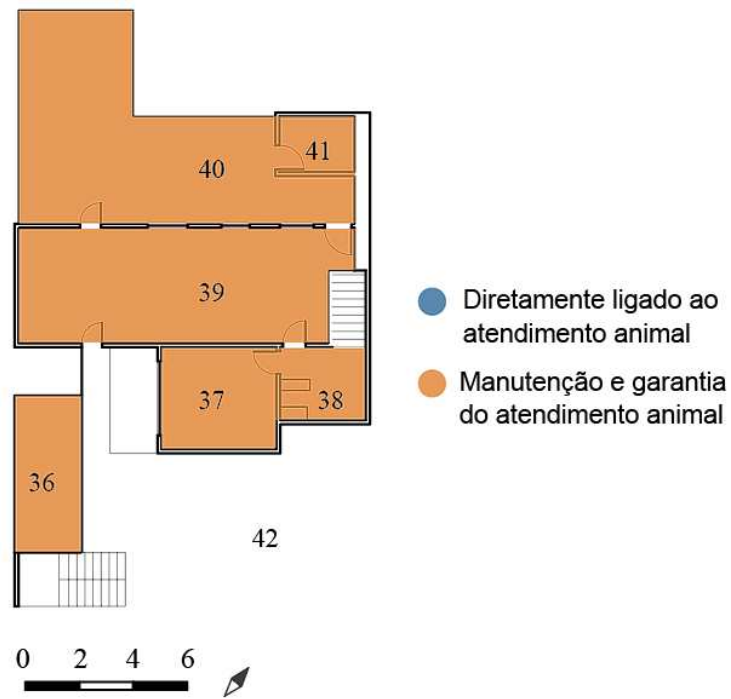 41
40
39
Diretamente ligado ao
atendimento animal
Manutenção e garantia
do atendimento animal
37
38
36
42
0 2 4 6